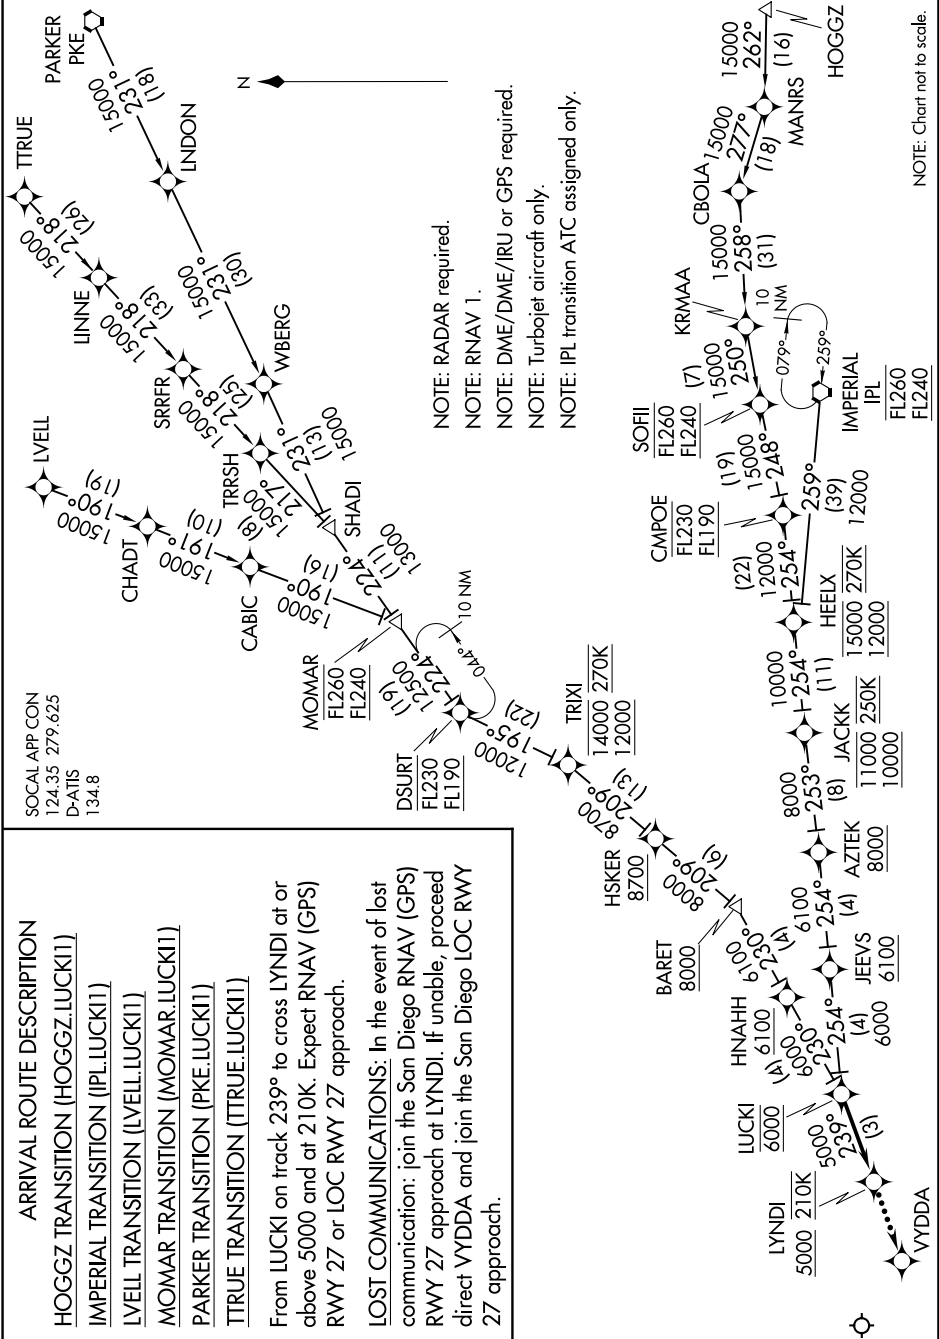 ARRIVAL ROUTE DESCRIPTION
HOGGZ TRANSITION (HOGGZ.LUCKI1)
IMPERIAL TRANSITION (IPL.LUCKI1)
LVELL TRANSITION (LVELL.LUCKI1)
MOMAR TRANSITION (MOMAR.LUCKI1)
PARKER TRANSITION (PKE.LUCKI1)
TTRUE TRANSITION (TTRUE.LUCKI1)
From LUCKI on track 239° to cross LYNDI at or
above 5000 and at 210K. Expect RNAV (GPS)
RWY 27 or LOC RWY 27 approach.
LOST COMMUNICATIONS: In the event of lost
communication: join the San Diego RNAV (GPS)
RWY 27 approach at LYNDI. If unable, proceed
direct VYDDA and join the San Diego LOC RWY
27 approach.
SOCAL APP CON
124.35 279.625
D-ATIS
134.8
LVELL
15000
190°
(19)
CHADT
15000
191°
(10)
CABIC
15000
190°
(16)
TTRUE
15000
218°
(26)
LINNE
15000
218°
(33)
SRRFR
15000
218°
(25)
TRRSH
15000
217°
(8)
PARKER
PKE
15000
231°
(18)
LNDON
15000
231°
(30)
WBERG
231°
(13)
15000
SHADI
224°
(11)
13000
N
MOMAR
FL260
FL240
(19)
12500
224°
044°
10 NM
DSURT
FL230
FL190
12000
195°
(22)
TRIXI
14000 270K
12000
8700
209°
(13)
HSKER
8700
8000
209°
(6)
BARET
8000
6100
230°
(4)
HNAHH
6100
6000
230°
(4)
NOTE: RADAR required.
NOTE: RNAV 1.
NOTE: DME/DME/IRU or GPS required.
NOTE: Turbojet aircraft only.
NOTE: IPL transition ATC assigned only.
HOGGZ
15000
262°
(16)
MANRS
15000
277°
(18)
CBOLA
15000
258°
(31)
KRMAA
(7)
15000
250°
SOFII
FL260
FL240
(19)
15000
248°
CMPOE
FL230
FL190
(22)
12000
254°
10
NM
079°
259°
IMPERIAL
IPL
FL260
FL240
259°
(39)
12000
HEELX
15000 270K
12000
10000
254°
(11)
JACKK
11000 250K
10000
8000
253°
(8)
AZTEK
8000
6100
254°
(4)
JEEVS
6100
254°
(4)
6000
LUCKI
6000
5000
239°
(3)
LYNDI
5000 210K
VYDDA
NOTE: Chart not to scale.